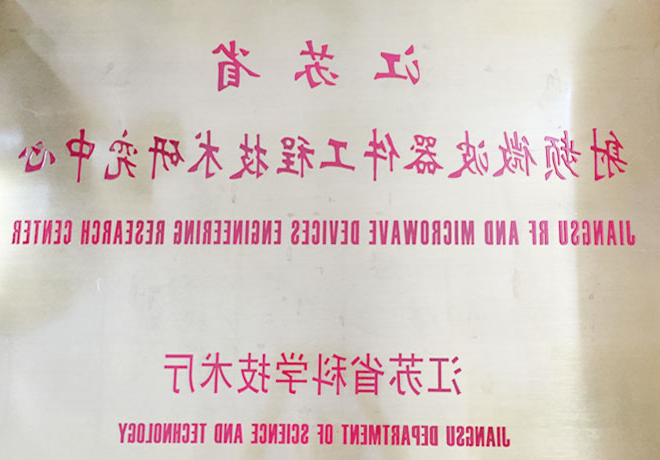 江苏省
射频微波器件工程技术研究中心
JIANGSU RF AND MICROWAVE DEVICES ENGINEERING RESEARCH CENTER
江苏省科学技术厅
JIANGSU DEPARTMENT OF SCIENCE AND TECHNOLOGY